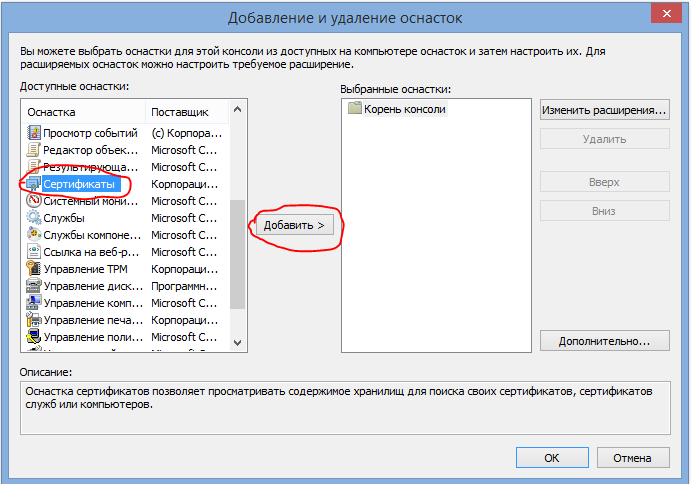 Добавление и удаление оснасток
Вы можете выбрать оснастки для этой консоли из доступных на компьютере оснасток и затем настроить их. Для
расширяемых оснасток можно настроить требуемое расширение.
Доступные оснастки:
Выбранные оснастки:
Оснастка Поставщик
Просмотр событий (c) Корпора...
Редактор объек... Microsoft C...
Результирующа... Microsoft C...
Сертификаты Корпораци...
Системный мони... Microsoft C...
Службы Microsoft C...
Службы компоне... Microsoft C...
Ссылка на веб-р... Microsoft C...
Управление TPM Корпораци...
Управление диск... Программн...
Управление комп... Microsoft C...
Управление печа... Корпораци...
Управление поли... Microsoft C...
Добавить >
Корень консоли
Изменить расширения...
Удалить
Вверх
Вниз
Дополнительно...
Описание:
Оснастка сертификатов позволяет просматривать содержимое хранилищ для поиска своих сертификатов, сертификатов
служб или компьютеров.
OK
Отмена